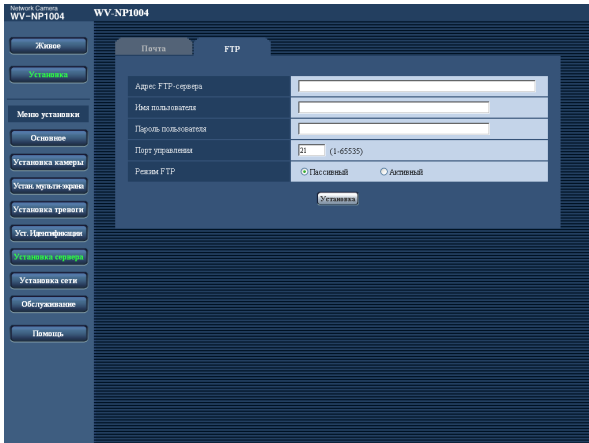 Network Camera
WV-NP1004
WV-NP1004
Живое
Установка
Меню установки
Основное
Установка камеры
Устан. мульти-экрана
Установка тревоги
Уст. Идентификации
Установка сервера
Установка сети
Обслуживание
Помощь
Почта
FTP
Адрес FTP-сервера
Имя пользователя
Пароль пользователя
Порт управления
21 (1-65535)
Режим FTP
Пассивный Активный
Установка